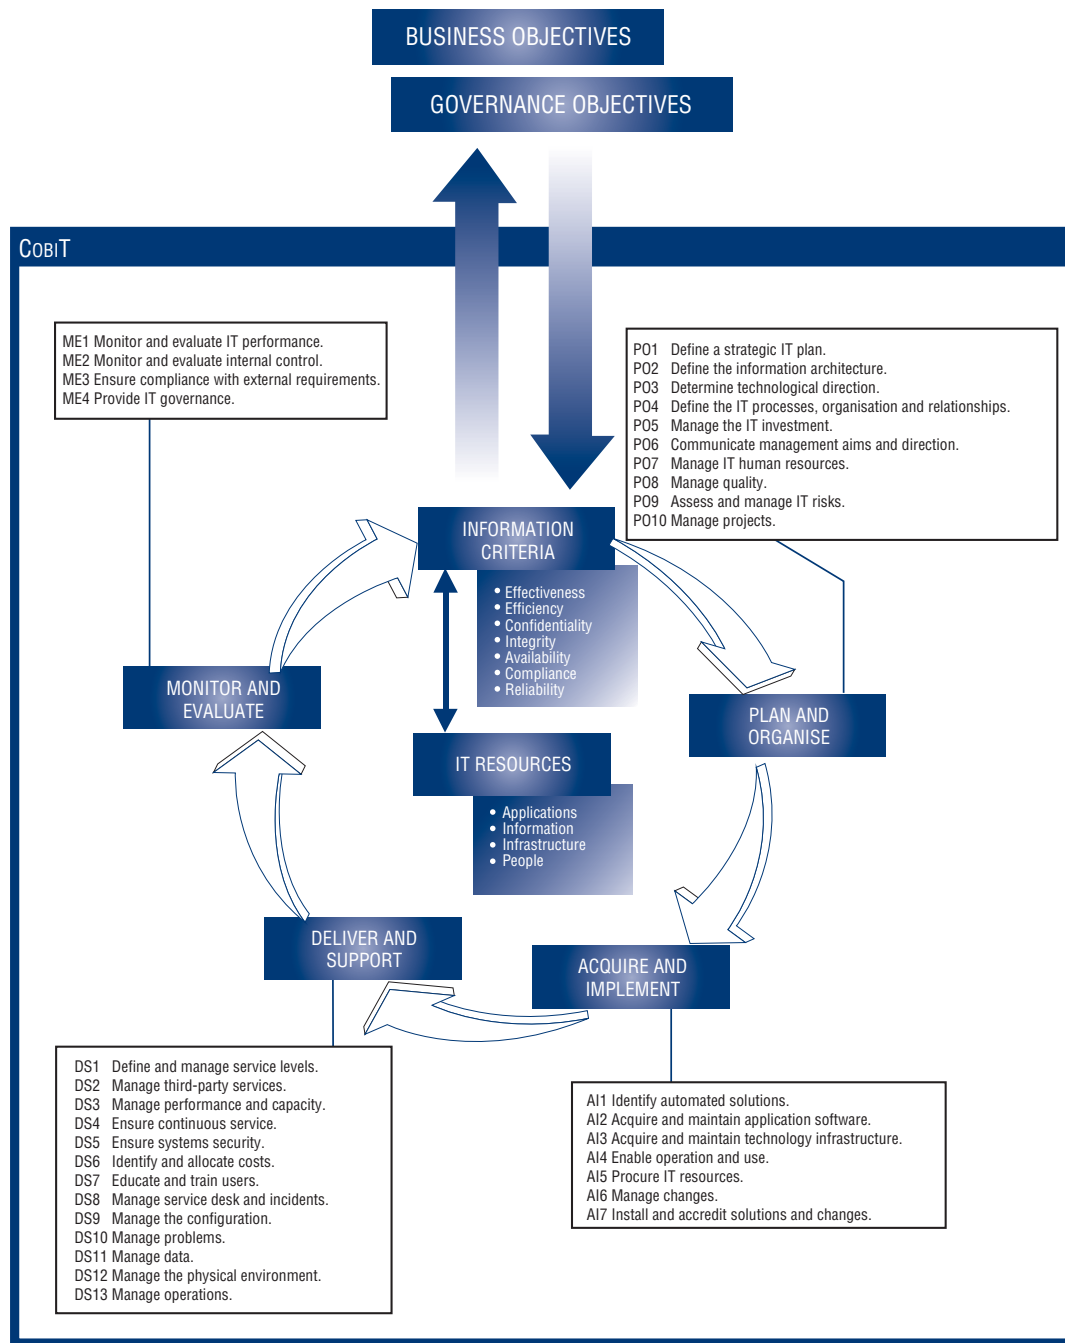 BUSINESS OBJECTIVES
GOVERNANCE OBJECTIVES
COBIT
ME1 Monitor and evaluate IT performance.
ME2 Monitor and evaluate internal control.
ME3 Ensure compliance with external requirements.
ME4 Provide IT governance.
PO1 Define a strategic IT plan.
PO2 Define the information architecture.
PO3 Determine technological direction.
PO4 Define the IT processes, organisation and relationships.
PO5 Manage the IT investment.
PO6 Communicate management aims and direction.
PO7 Manage IT human resources.
PO8 Manage quality.
PO9 Assess and manage IT risks.
PO10 Manage projects.
INFORMATION
CRITERIA
• Effectiveness
• Efficiency
• Confidentiality
• Integrity
• Availability
• Compliance
• Reliability
MONITOR AND
EVALUATE
PLAN AND
ORGANISE
IT RESOURCES
• Applications
• Information
• Infrastructure
• People
DELIVER AND
SUPPORT
ACQUIRE AND
IMPLEMENT
DS1 Define and manage service levels.
DS2 Manage third-party services.
DS3 Manage performance and capacity.
DS4 Ensure continuous service.
DS5 Ensure systems security.
DS6 Identify and allocate costs.
DS7 Educate and train users.
DS8 Manage service desk and incidents.
DS9 Manage the configuration.
DS10 Manage problems.
DS11 Manage data.
DS12 Manage the physical environment.
DS13 Manage operations.
AI1 Identify automated solutions.
AI2 Acquire and maintain application software.
AI3 Acquire and maintain technology infrastructure.
AI4 Enable operation and use.
AI5 Procure IT resources.
AI6 Manage changes.
AI7 Install and accredit solutions and changes.